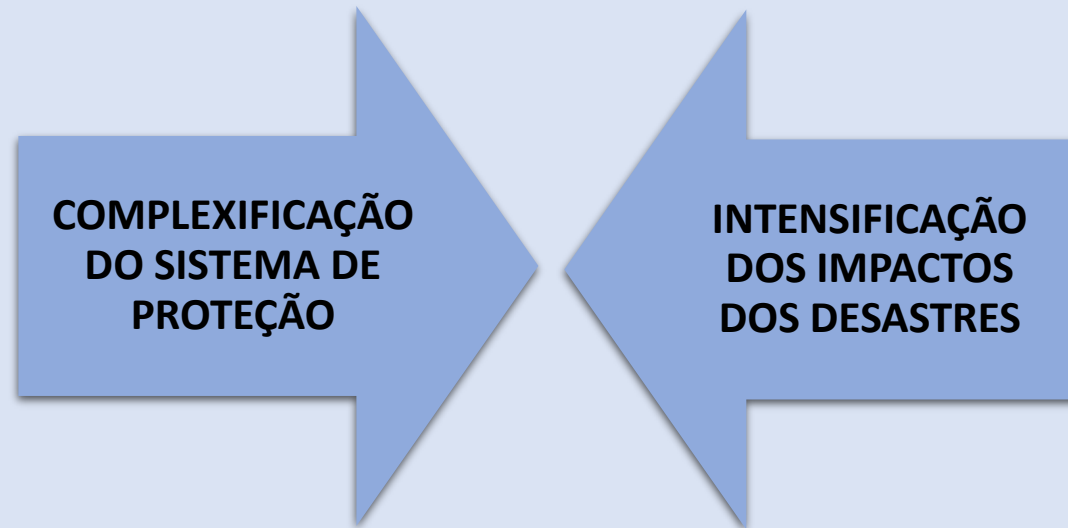 COMPLEXIFICAÇÃO
DO SISTEMA DE
PROTEÇÃO
INTENSIFICAÇÃO
DOS IMPACTOS
DOS DESASTRES